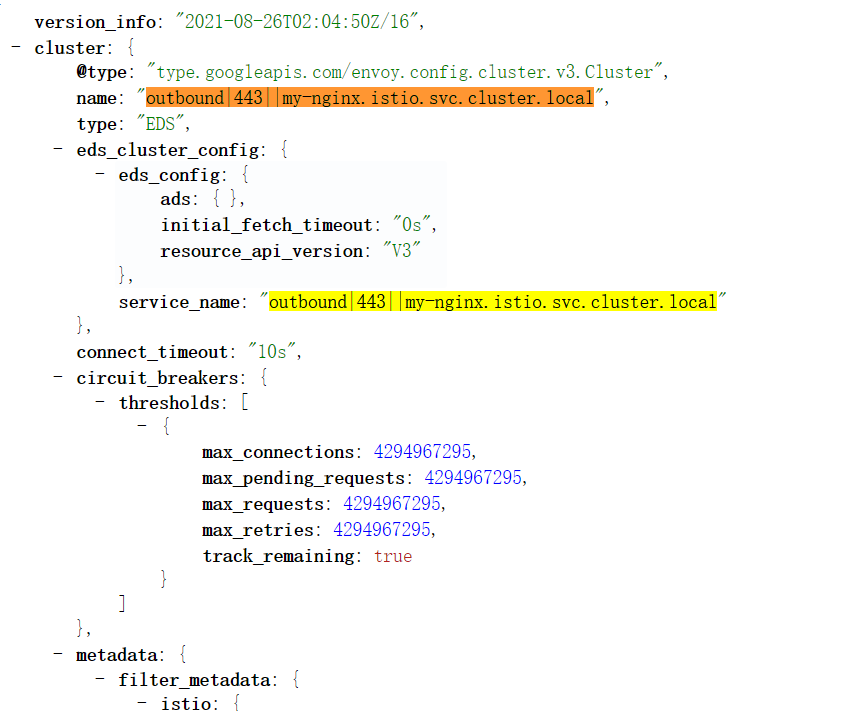 version_info: "2021-08-26T02:04:50Z/16",
- cluster: {
@type: "type.googleapis.com/envoy.config.cluster.v3.Cluster",
name: "outbound|443||my-nginx.istio.svc.cluster.local",
type: "EDS",
- eds_cluster_config: {
- eds_config: {
ads: { },
initial_fetch_timeout: "0s",
resource_api_version: "V3"
},
service_name: "outbound|443||my-nginx.istio.svc.cluster.local"
},
connect_timeout: "10s",
- circuit_breakers: {
- thresholds: [
- {
max_connections: 4294967295,
max_pending_requests: 4294967295,
max_requests: 4294967295,
max_retries: 4294967295,
track_remaining: true
}
]
},
- metadata: {
- filter_metadata: {
- istio: {